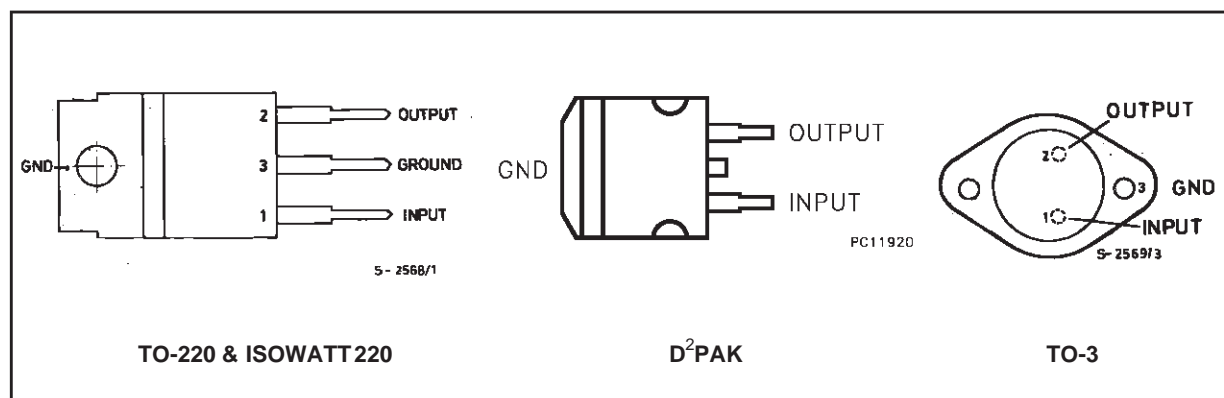 2 OUTPUT
GND 3 GROUND
1 INPUT
S-2568/1
TO-220 & ISOWATT220
OUTPUT
GND
INPUT
PC11920
D²PAK
OUTPUT
2
3 GND
1 INPUT
S-2569/3
TO-3